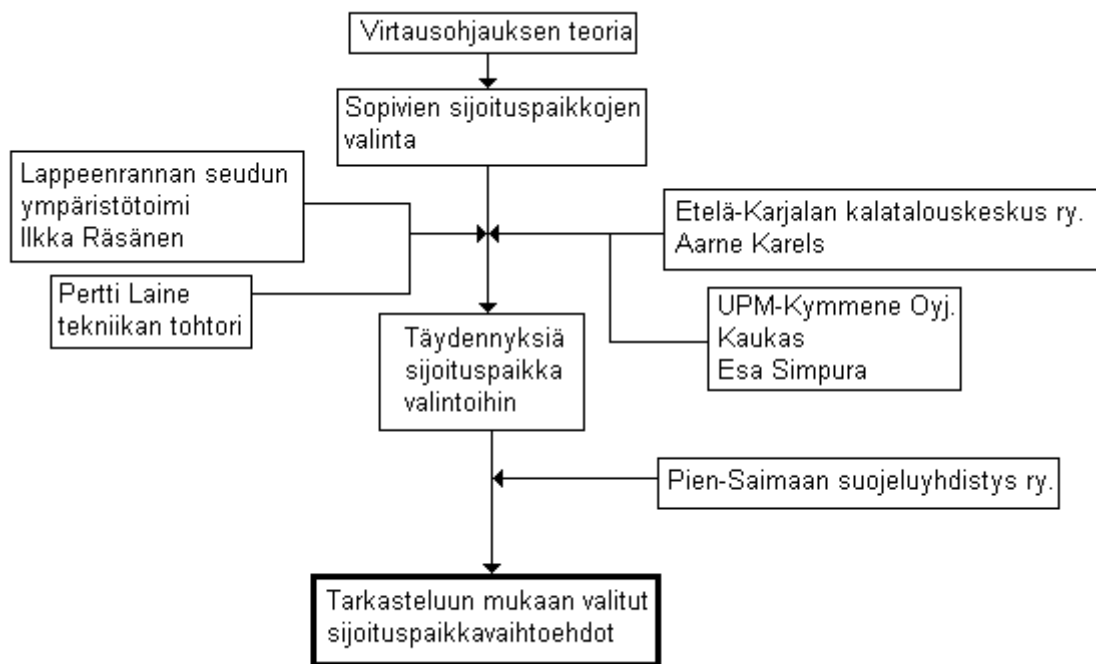 Virtausohjauksen teoria
Sopivien sijoituspaikkojen
valinta
Lappeenrannan seudun
ympäristötoimi
Ilkka Räsänen
Etelä-Karjalan kalatalouskeskus ry.
Aarne Karels
Pertti Laine
tekniikan tohtori
UPM-Kymmene Oyj.
Kaukas
Esa Simpura
Täydennyksiä
sijoituspaikka
valintoihin
Pien-Saimaan suojeluyhdistys ry.
Tarkasteluun mukaan valitut
sijoituspaikkavaihtoehdot